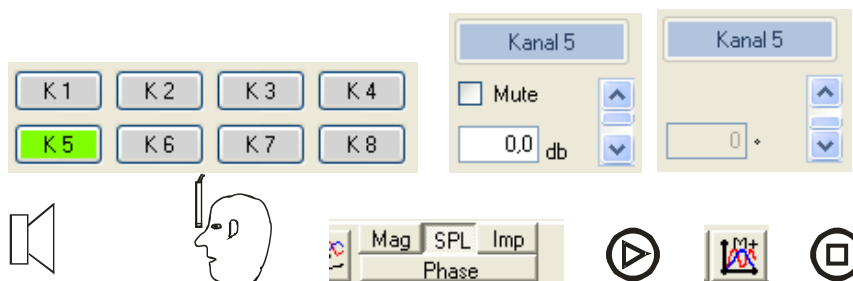 Kanal 5
Kanal 5
K 1 K 2 K 3 K 4
Mute
K 5 K 6 K 7 K 8
0,0 db
0 °
Mag SPL Imp
Phase
M+